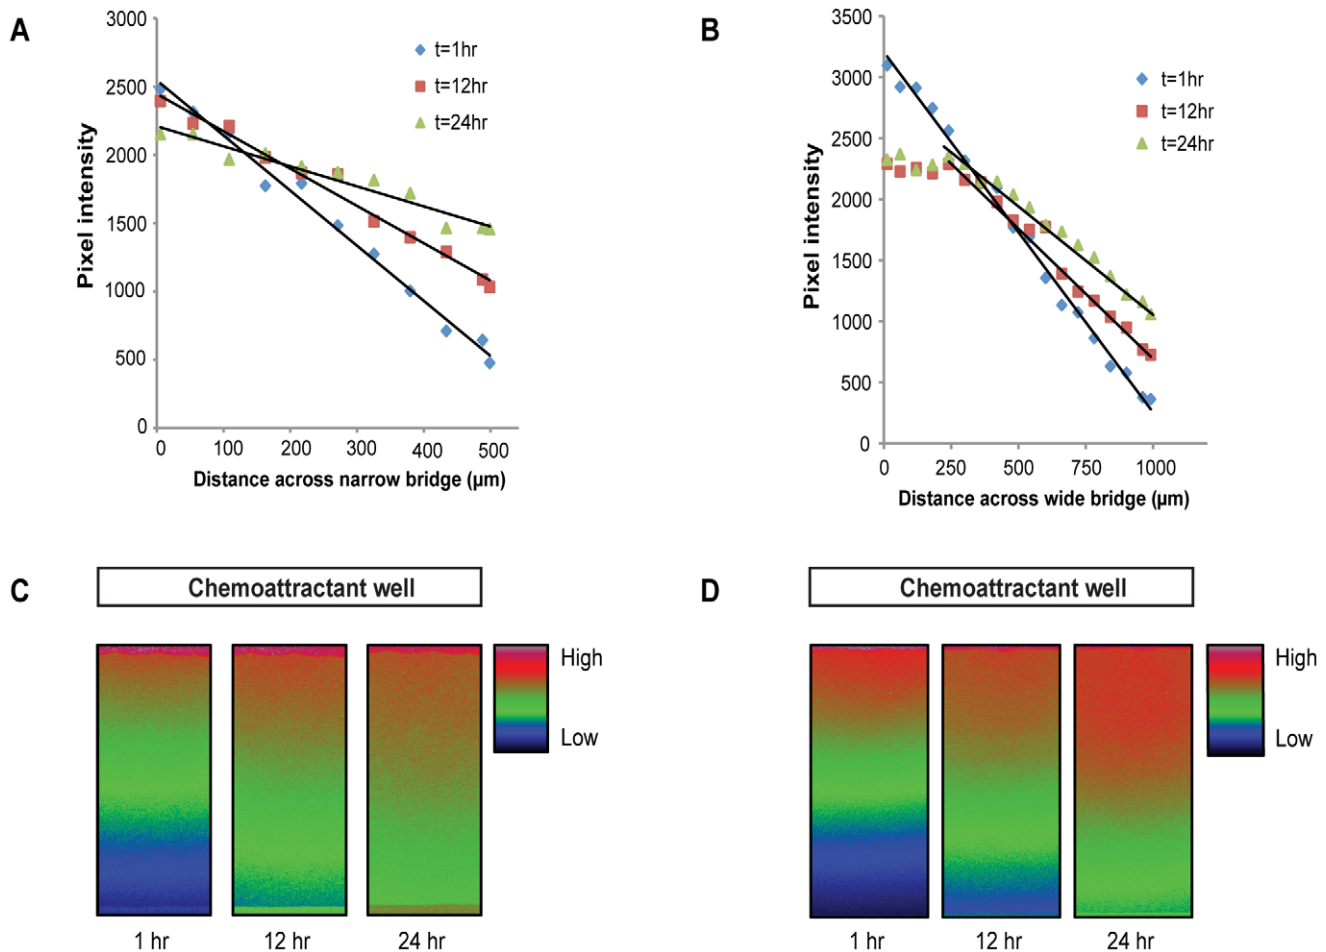 A
3000
2500
2000
1500
1000
500
0
Pixel intensity
t=1hr
t=12hr
t=24hr
0 100 200 300 400 500
Distance across narrow bridge (µm)
B
3500
3000
2500
2000
1500
1000
500
0
Pixel intensity
t=1hr
t=12hr
t=24hr
0 250 500 750 1000
Distance across wide bridge (µm)
C
Chemoattractant well
High
Low
1 hr 12 hr 24 hr
D
Chemoattractant well
High
Low
1 hr 12 hr 24 hr